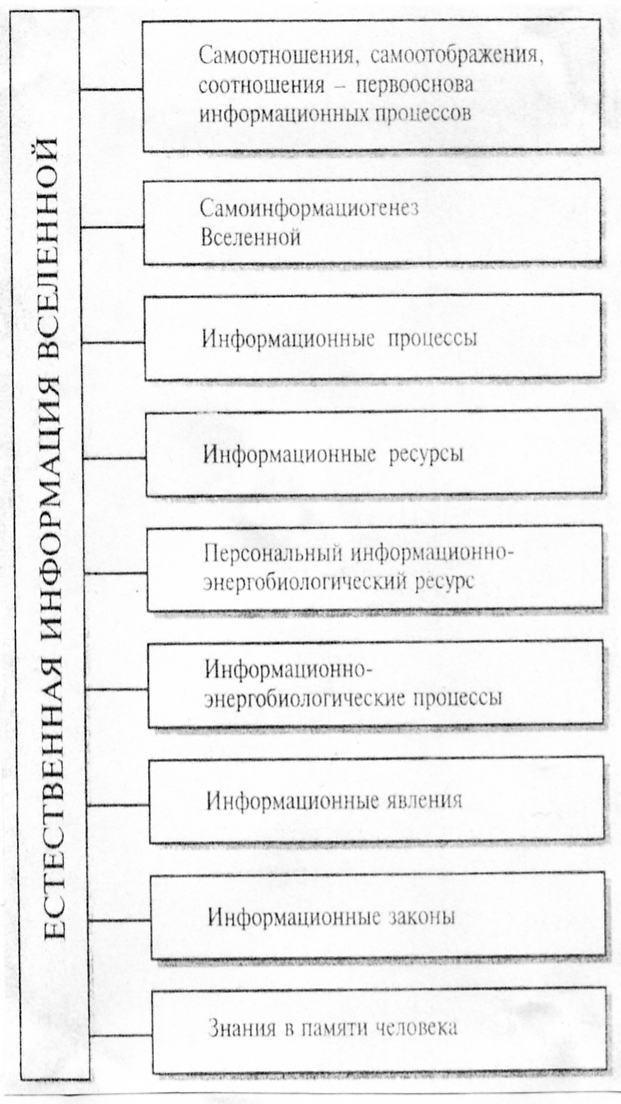 ЕСТЕСТВЕННАЯ ИНФОРМАЦИЯ ВСЕЛЕННОЙ
Самоотношения, самоотображения,
соотношения – первооснова
информационных процессов
Самоинформациогенез
Вселенной
Информационные процессы
Информационные ресурсы
Персональный информационно-
энергобиологический ресурс
Информационно-
энергобиологические процессы
Информационные явления
Информационные законы
Знания в памяти человека